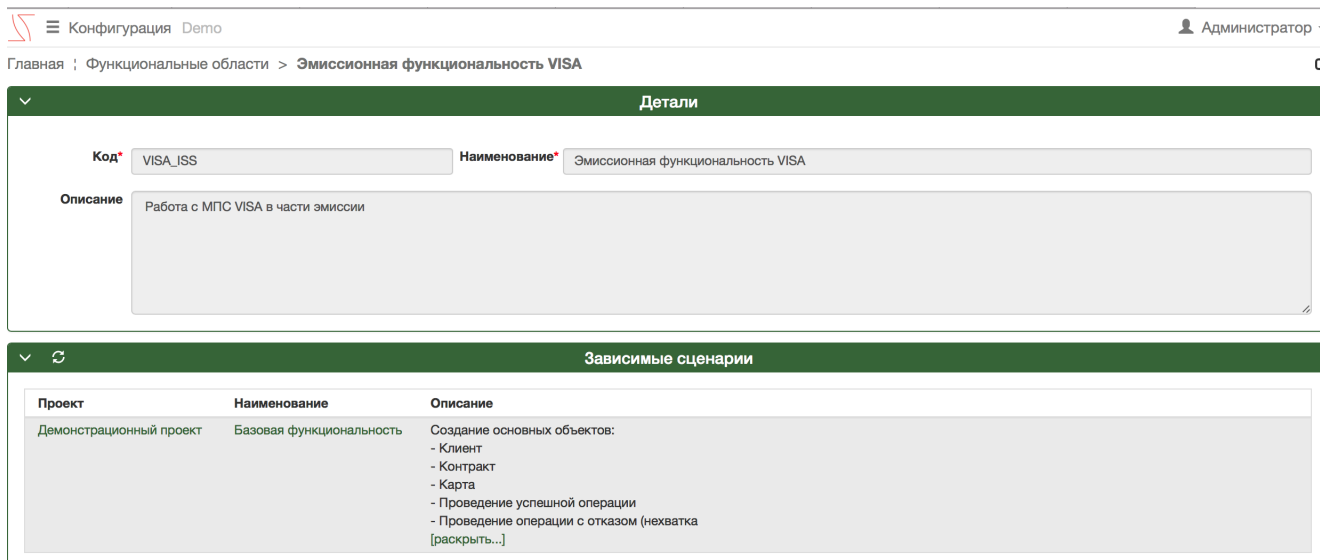 Конфигурация Demo Администратор
Главная ¦ Функциональные области > Эмиссионная функциональность VISA
Детали
Код* VISA_ISS Наименование* Эмиссионная функциональность VISA
Описание Работа с МПС VISA в части эмиссии
Зависимые сценарии
Проект Наименование Описание
Демонстрационный проект Базовая функциональность Создание основных объектов:
- Клиент
- Контракт
- Карта
- Проведение успешной операции
- Проведение операции с отказом (нехватка
[раскрыть...]